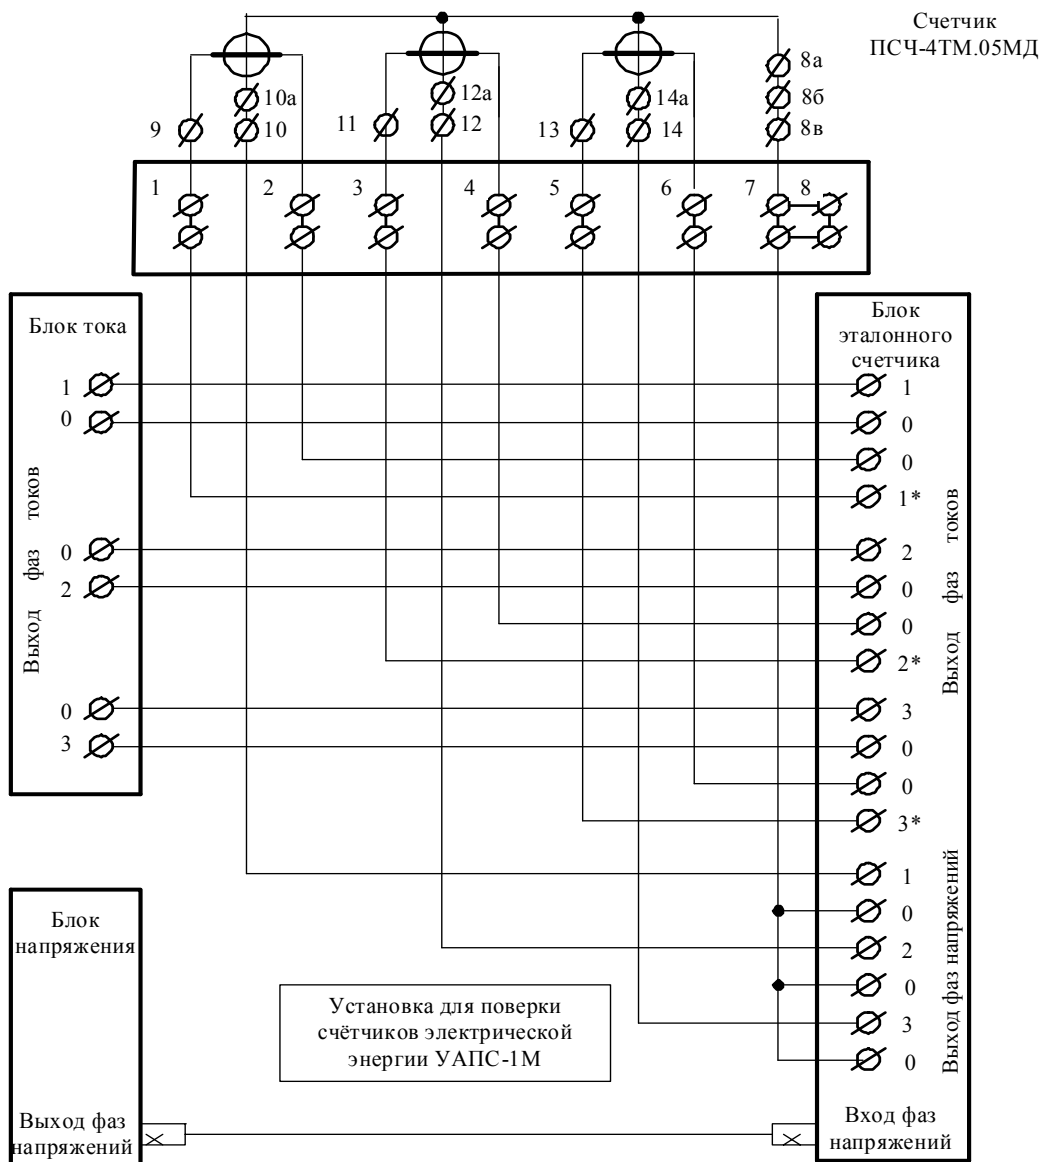 Счетчик
ПСЧ-4ТМ.05МД
8а
10а
12а
14а
8б
9
10
11
12
13
14
8в
1
2
3
4
5
6
7
8
Блок тока
1
0
0
2
0
3
Выход фаз токов
Блок
эталонного
счетчика
1
0
0
1*
2
0
0
2*
3
0
0
3*
Выход фаз токов
1
0
2
0
3
0
Выход фаз напряжений
Блок
напряжения
Установка для поверки
счётчиков электрической
энергии УАПС-1М
Выход фаз
напряжений
Вход фаз
напряжений